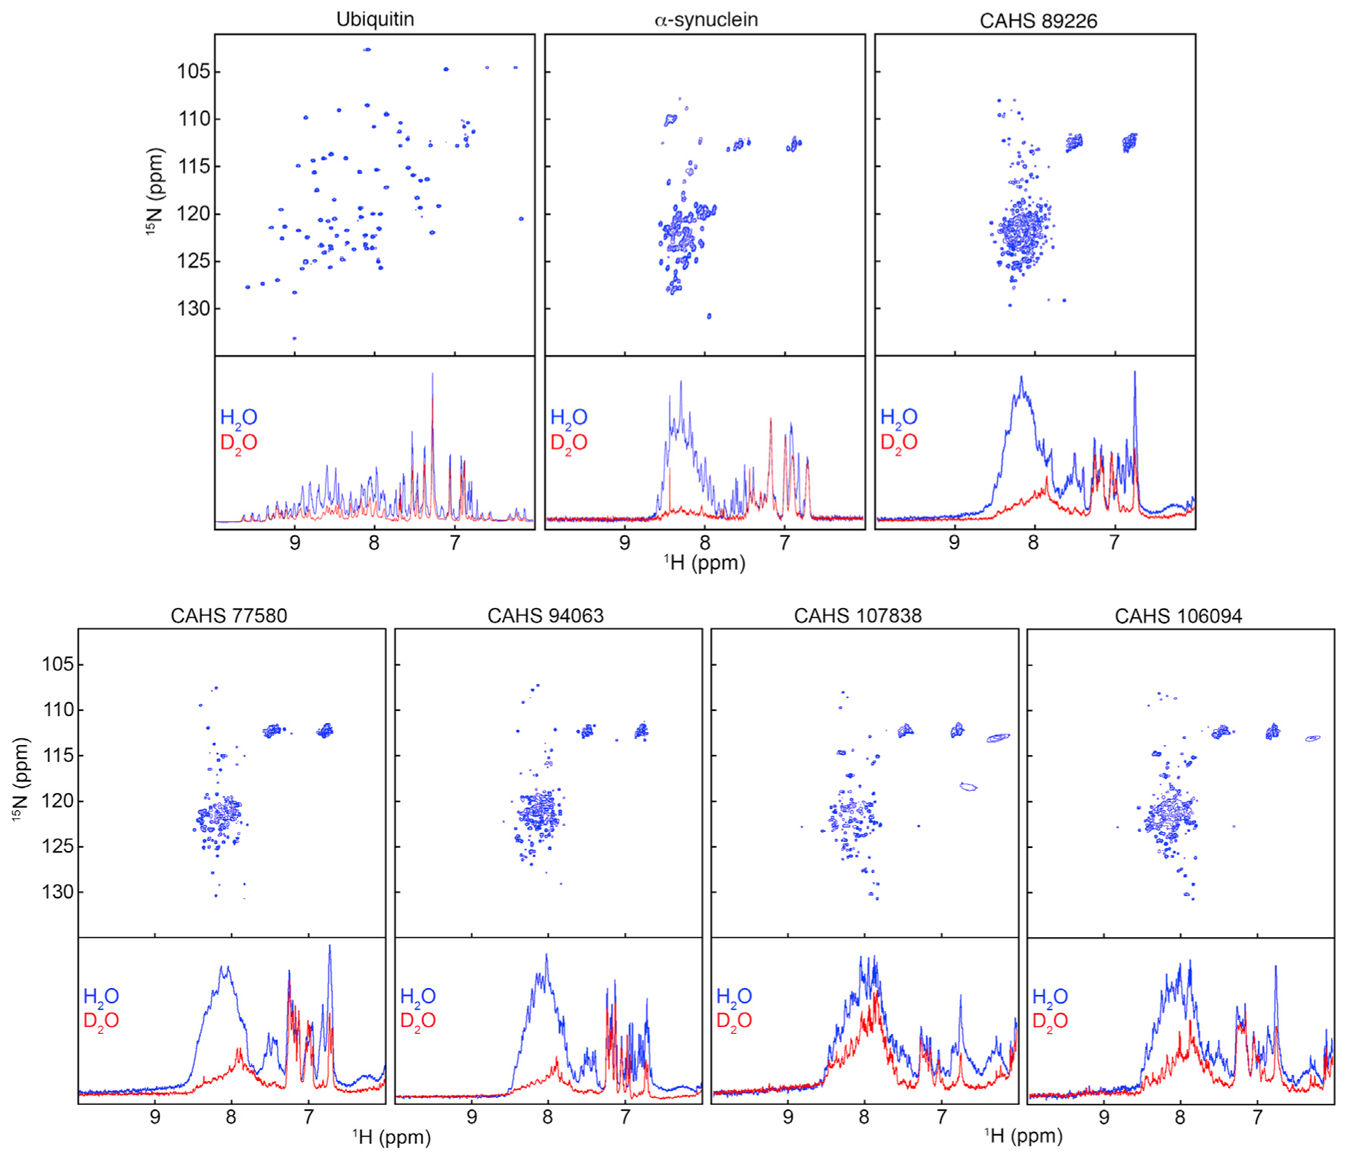 Ubiquitin
α-synuclein
CAHS 89226
105
110
115
120
125
130
¹⁵N (ppm)
H₂O
D₂O
H₂O
D₂O
H₂O
D₂O
9 8 7
9 8 7
9 8 7
¹H (ppm)
CAHS 77580
CAHS 94063
CAHS 107838
CAHS 106094
105
110
115
120
125
130
¹⁵N (ppm)
H₂O
D₂O
H₂O
D₂O
H₂O
D₂O
H₂O
D₂O
9 8 7
9 8 7
9 8 7
9 8 7
¹H (ppm)
¹H (ppm)